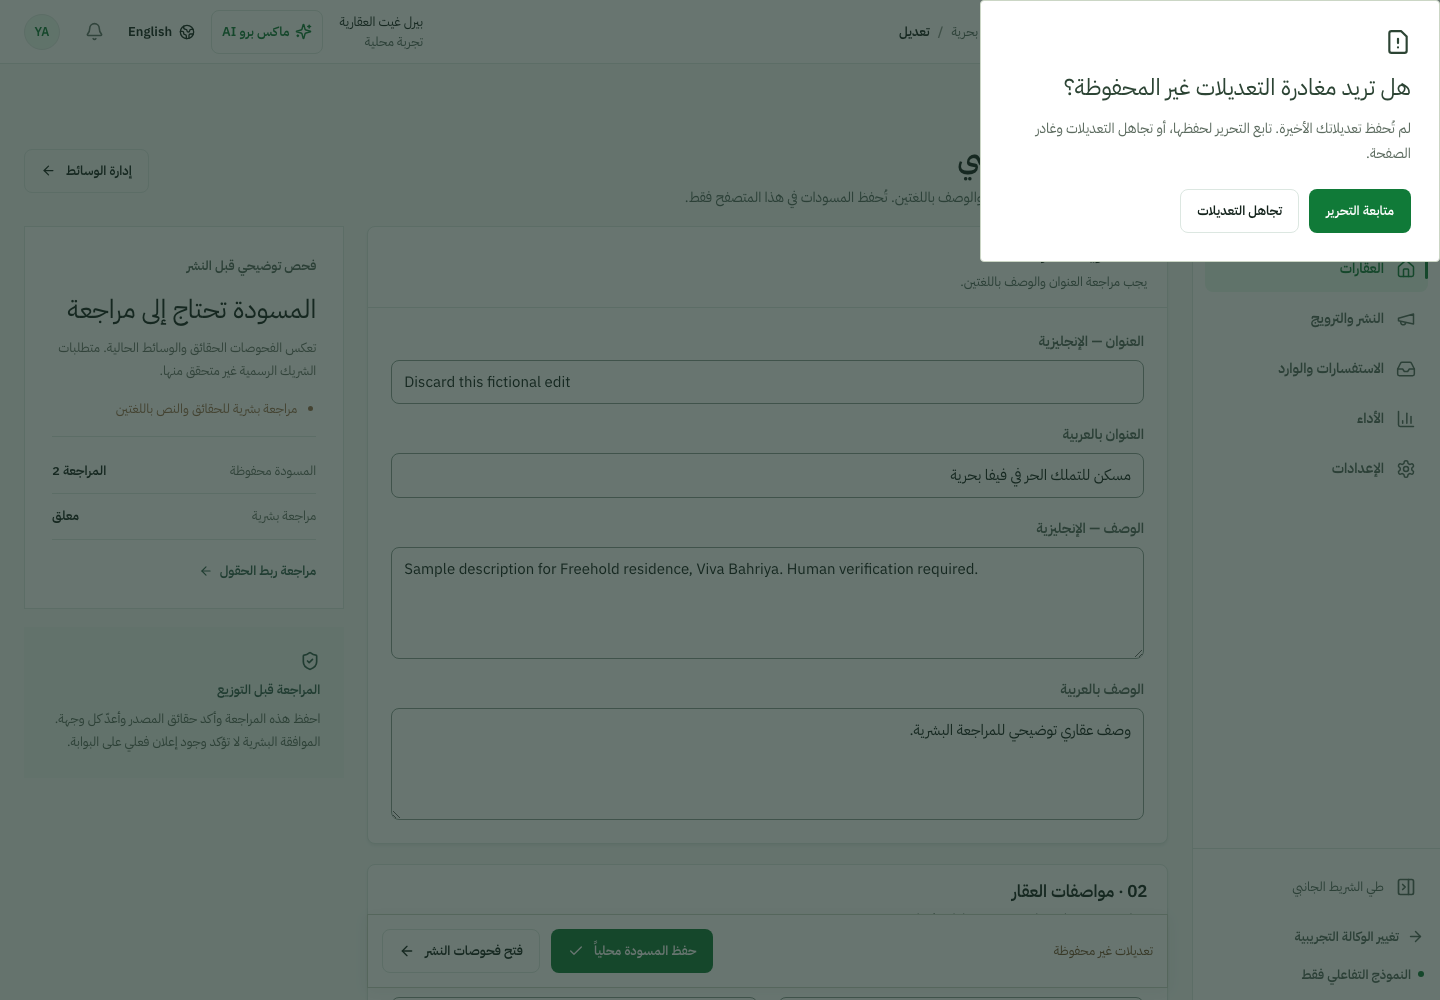 هل تريد مغادرة التعديلات غير المحفوظة؟
لم تُحفظ تعديلاتك الأخيرة. تابع التحرير لحفظها، أو تجاهل التعديلات وغادر
الصفحة.
متابعة التحرير
تجاهل التعديلات
بحرية / تعديل
بيرل غيت العقارية
تجربة محلية
ماكس برو AI
English
YA
والوصف باللغتين. تُحفظ المسودات في هذا المتصفح فقط.
إدارة الوسائط
العقارات
النشر والترويج
الاستفسارات والوارد
الأداء
الإعدادات
طي الشريط الجانبي
تغيير الوكالة التجريبية
النموذج التفاعلي فقط
يجب مراجعة العنوان والوصف باللغتين.
العنوان — الإنجليزية
Discard this fictional edit
العنوان بالعربية
مسكن للتملك الحر في فيفا بحرية
الوصف — الإنجليزية
Sample description for Freehold residence, Viva Bahriya. Human verification required.
الوصف بالعربية
وصف عقاري توضيحي للمراجعة البشرية.
02 · مواصفات العقار
تعديلات غير محفوظة
حفظ المسودة محلياً
فتح فحوصات النشر
فحص توضيحي قبل النشر
المسودة تحتاج إلى مراجعة
تعكس الفحوصات الحقائق والوسائط الحالية. متطلبات
الشريك الرسمية غير متحقق منها.
مراجعة بشرية للحقائق والنص باللغتين
المسودة محفوظة
المراجعة 2
مراجعة بشرية
معلق
مراجعة ربط الحقول
المراجعة قبل التوزيع
احفظ هذه المراجعة وأكد حقائق المصدر وأعدّ كل وجهة.
الموافقة البشرية لا تؤكد وجود إعلان فعلي على البوابة.